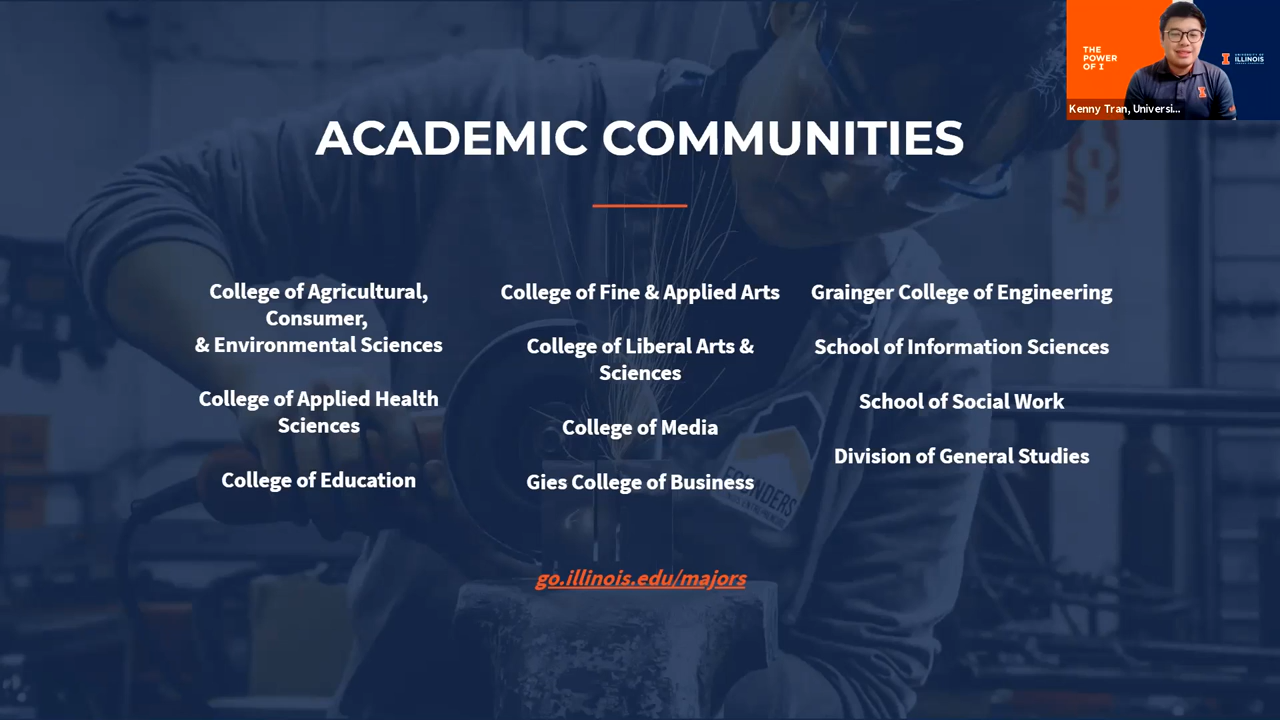 THE
POWER
OF I
UNIVERSITY OF
ILLINOIS
Kenny Tran, Universi...
ACADEMIC COMMUNITIES
College of Agricultural,
Consumer,
& Environmental Sciences
College of Applied Health
Sciences
College of Education
College of Fine & Applied Arts
College of Liberal Arts &
Sciences
College of Media
Gies College of Business
Grainger College of Engineering
School of Information Sciences
School of Social Work
Division of General Studies
FOUNDERS
go.illinois.edu/majors